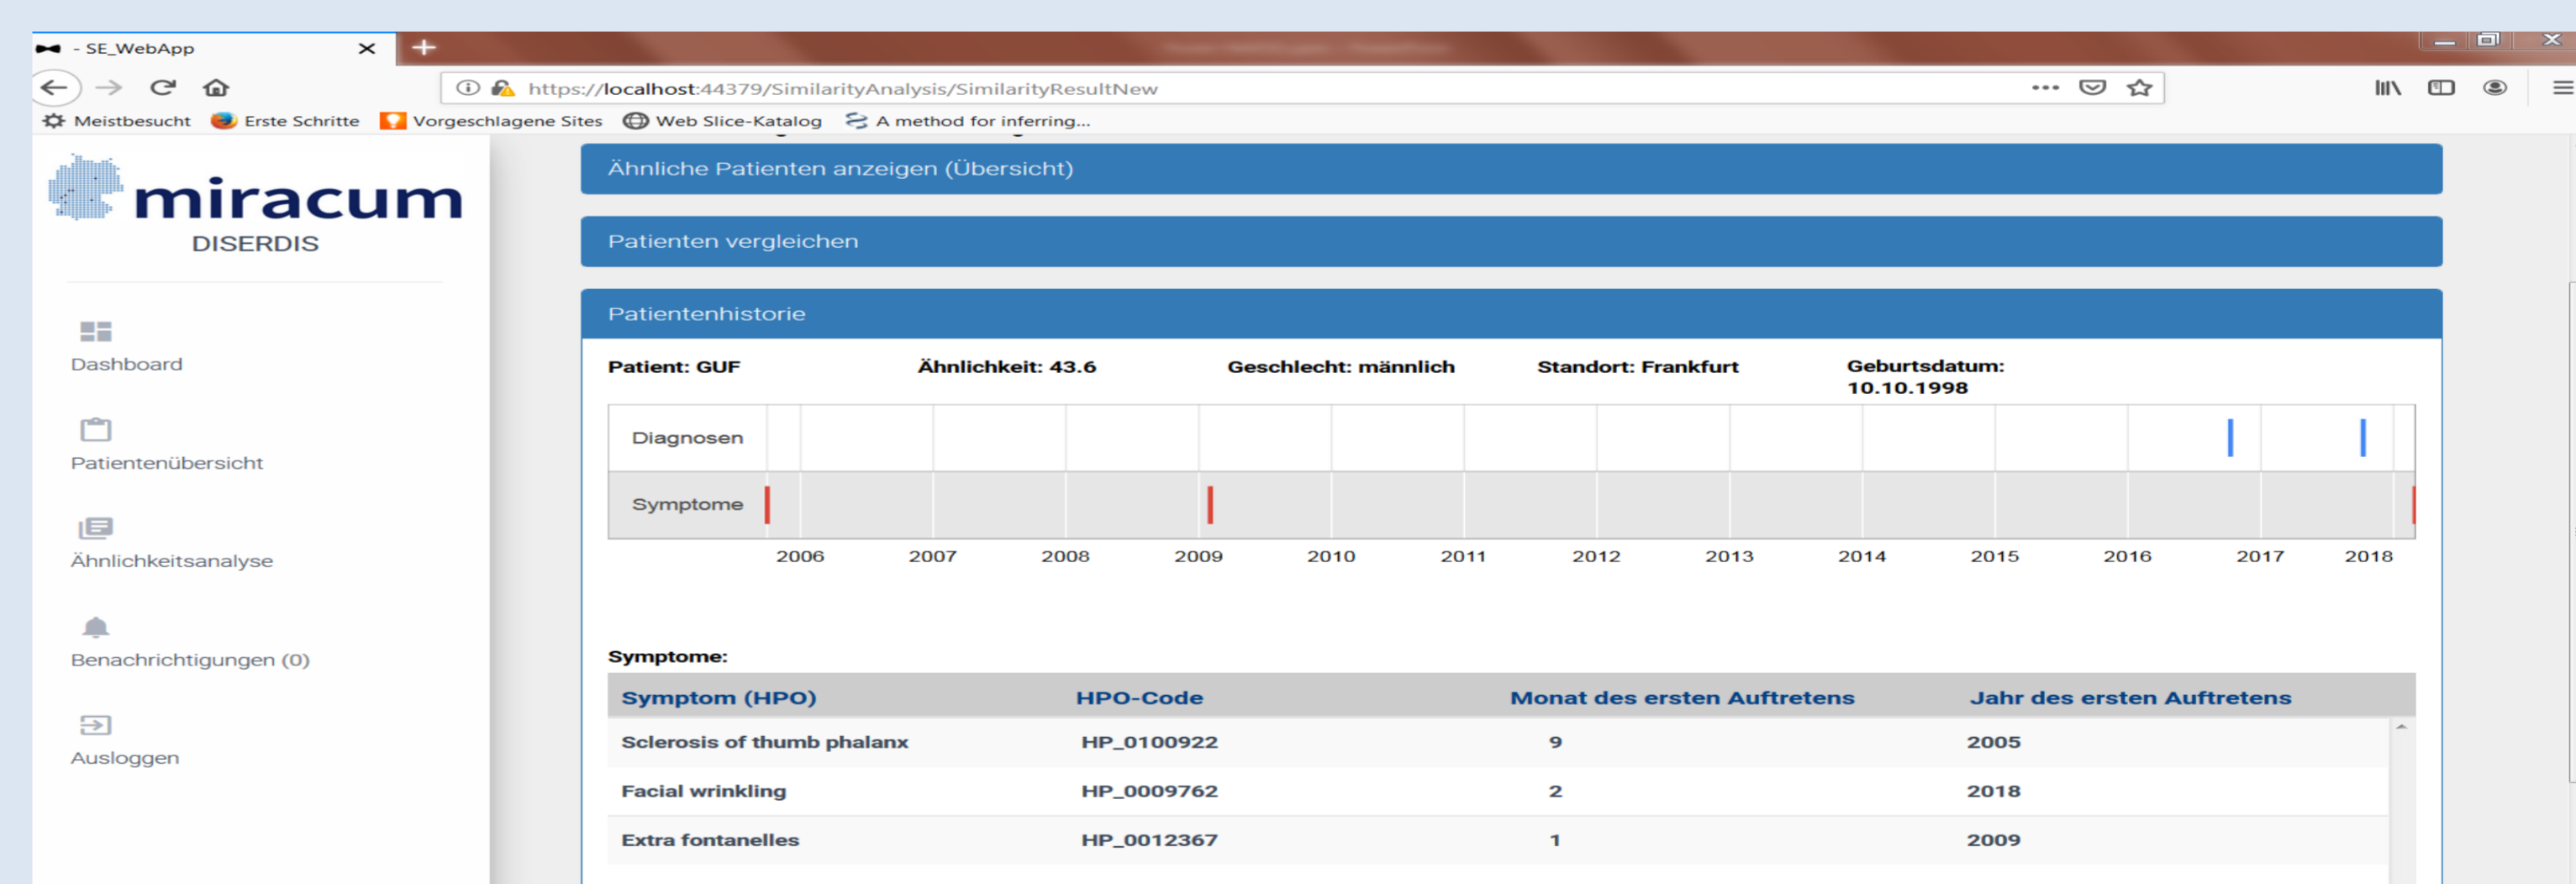 - SE_WebApp
https://localhost:44379/SimilarityAnalysis/SimilarityResultNew
Meistbesucht Erste Schritte Vorgeschlagene Sites Web Slice-Katalog A method for inferring...
miracum
DISERDIS
Dashboard
Patientenübersicht
Ähnlichkeitsanalyse
Benachrichtigungen (0)
Ausloggen
Ähnliche Patienten anzeigen (Übersicht)
Patienten vergleichen
Patientenhistorie
Patient: GUF Ähnlichkeit: 43.6 Geschlecht: männlich Standort: Frankfurt Geburtsdatum:
10.10.1998
Diagnosen
Symptome
2006 2007 2008 2009 2010 2011 2012 2013 2014 2015 2016 2017 2018
Symptome:
Symptom (HPO) HPO-Code Monat des ersten Auftretens Jahr des ersten Auftretens
Sclerosis of thumb phalanx HP_0100922 9 2005
Facial wrinkling HP_0009762 2 2018
Extra fontanelles HP_0012367 1 2009